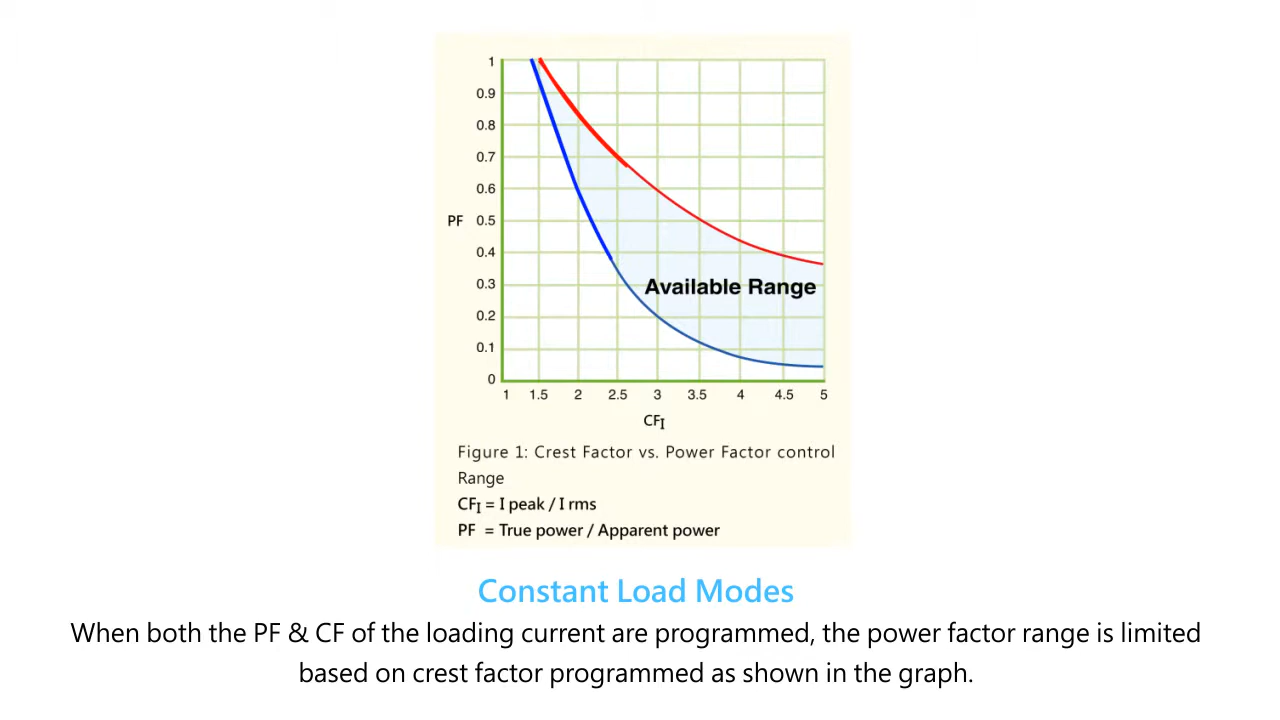 1
0.9
0.8
0.7
0.6
PF 0.5
0.4
0.3
Available Range
0.2
0.1
0
1 1.5 2 2.5 3 3.5 4 4.5 5
CFI
Figure 1: Crest Factor vs. Power Factor control
Range
CFI = I peak / I rms
PF = True power / Apparent power
Constant Load Modes
When both the PF & CF of the loading current are programmed, the power factor range is limited
based on crest factor programmed as shown in the graph.